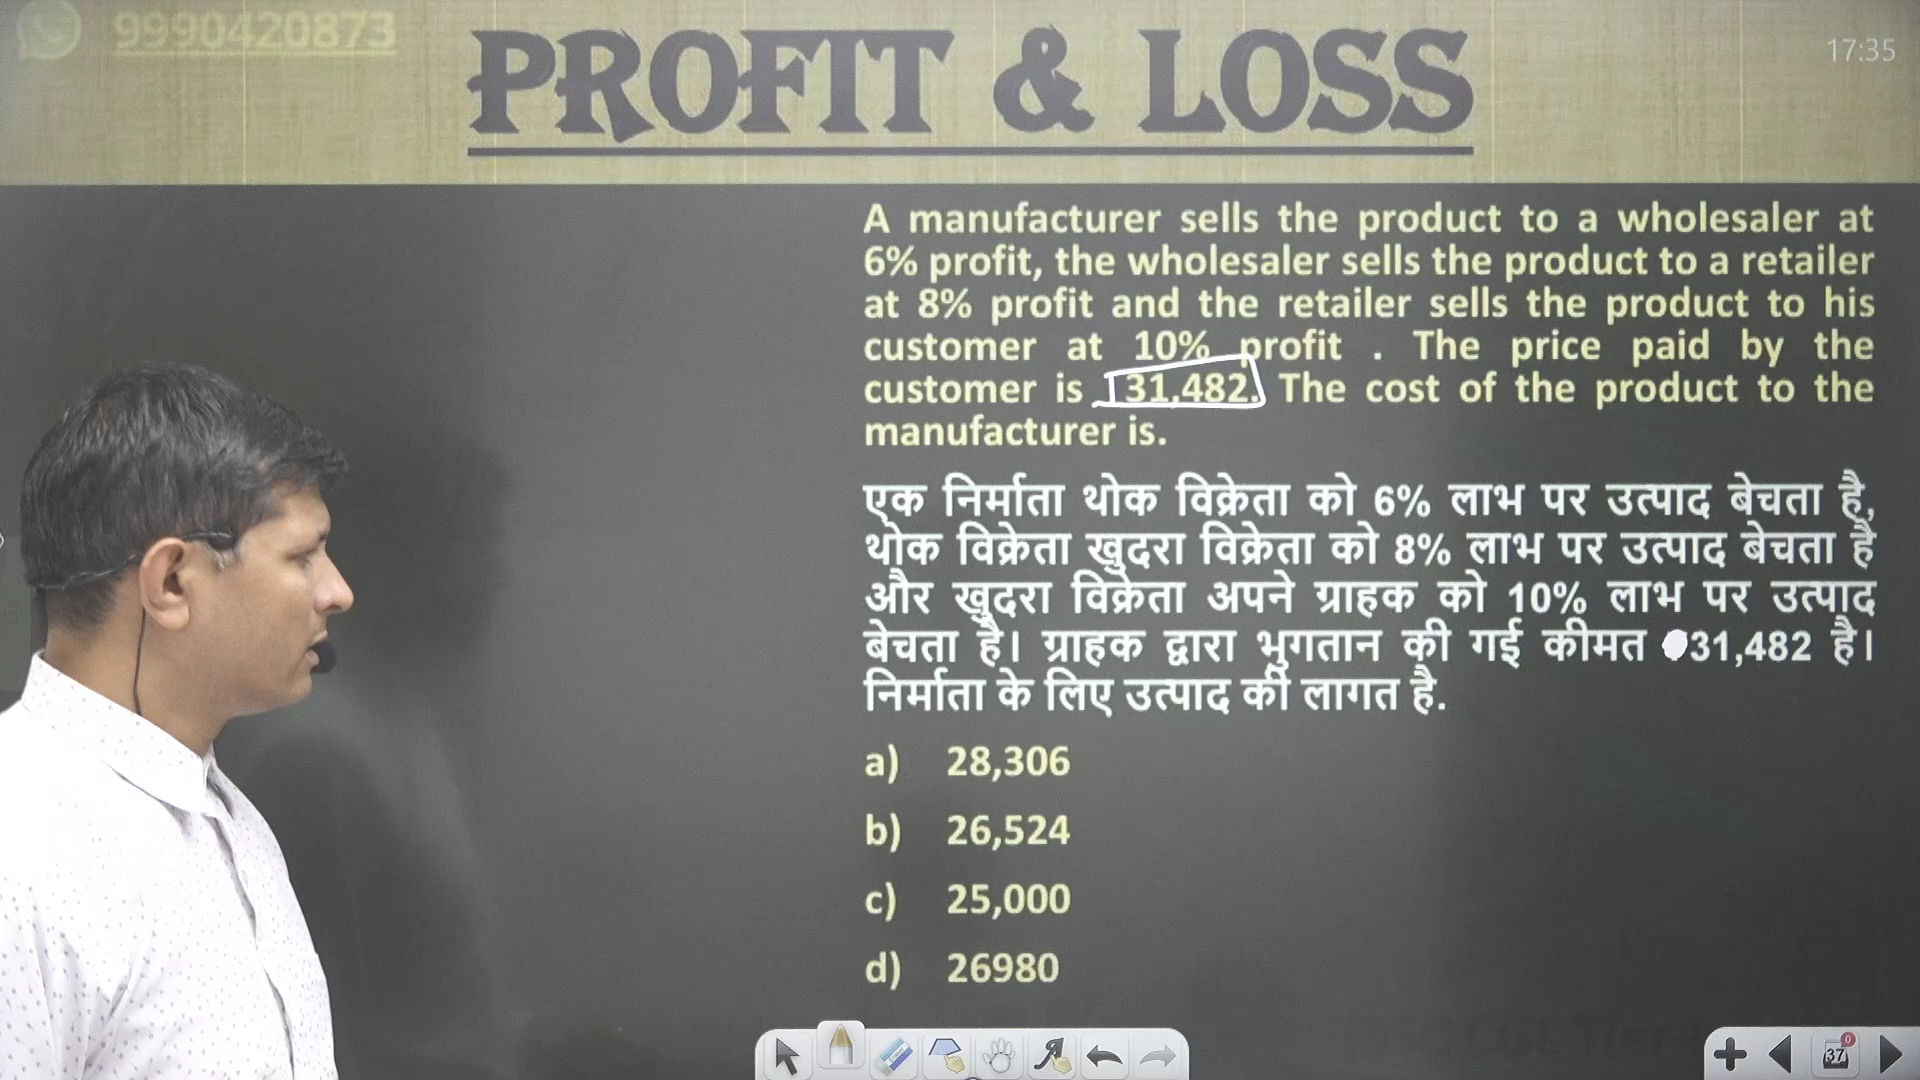 9990420873
PROFIT & LOSS
17:35
A manufacturer sells the product to a wholesaler at
6% profit, the wholesaler sells the product to a retailer
at 8% profit and the retailer sells the product to his
customer at 10% profit . The price paid by the
customer is 31,482. The cost of the product to the
manufacturer is.
एक निर्माता थोक विक्रेता को 6% लाभ पर उत्पाद बेचता है,
थोक विक्रेता खुदरा विक्रेता को 8% लाभ पर उत्पाद बेचता है
और खुदरा विक्रेता अपने ग्राहक को 10% लाभ पर उत्पाद
बेचता है। ग्राहक द्वारा भुगतान की गई कीमत 31,482 है।
निर्माता के लिए उत्पाद की लागत है.
a) 28,306
b) 26,524
c) 25,000
d) 26980
37
0